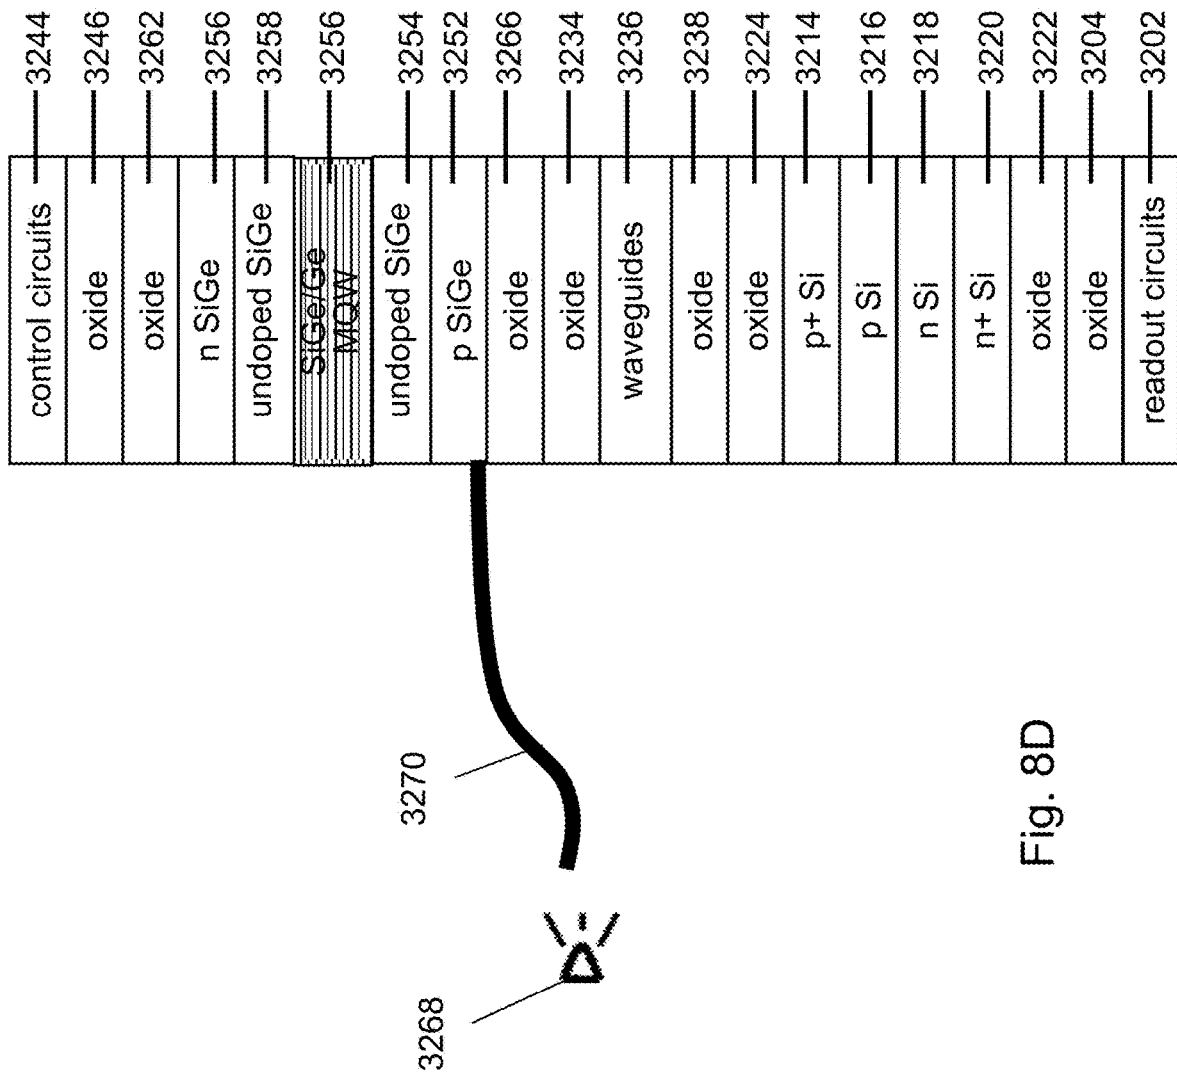 control circuits 3244
oxide 3246
oxide 3262
n SiGe 3256
undoped SiGe 3258
SiGe/Ge
MQW 3256
undoped SiGe 3254
p SiGe 3252
oxide 3266
oxide 3234
waveguides 3236
oxide 3238
oxide 3224
p+ Si 3214
p Si 3216
n Si 3218
n+ Si 3220
oxide 3222
oxide 3204
readout circuits 3202
3270
3268
Fig. 8D